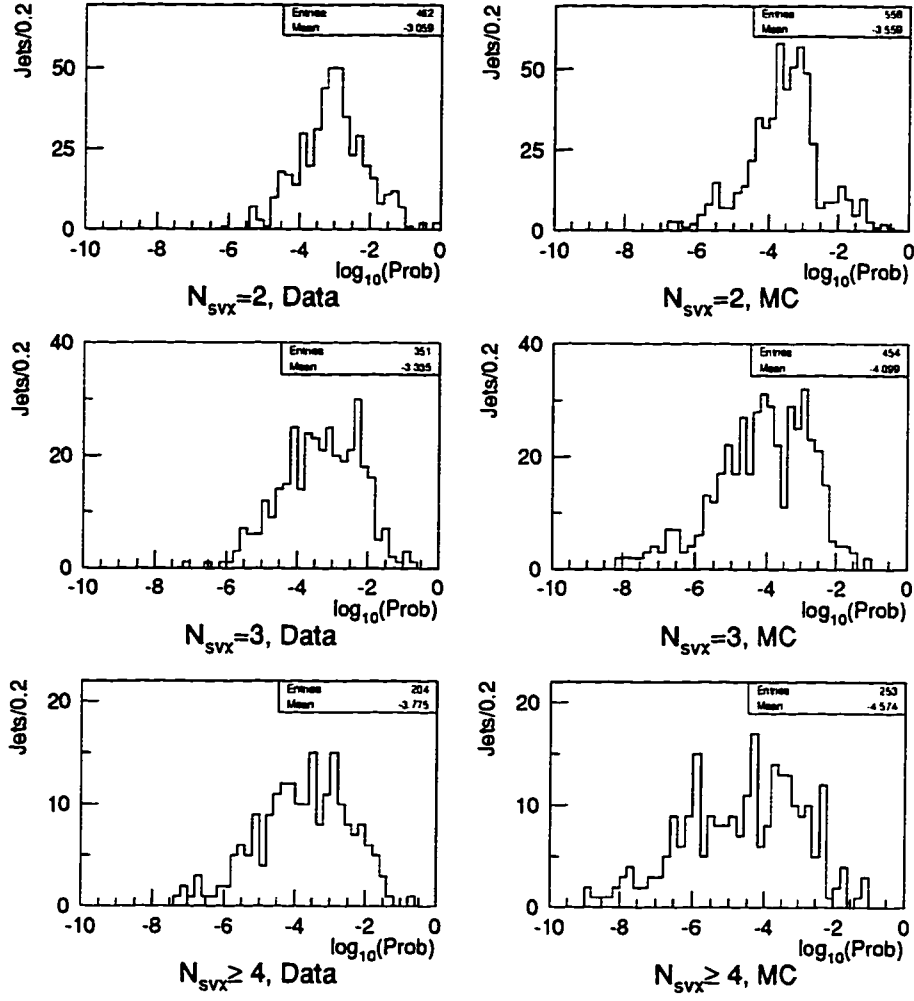 Jets/0.2
Entries 462
Mean -3.059
50
25
0
-10 -8 -6 -4 -2 0
log10(Prob)
Nsvx=2, Data
Jets/0.2
Entries 558
Mean -3.559
50
25
0
-10 -8 -6 -4 -2 0
log10(Prob)
Nsvx=2, MC
Jets/0.2
Entries 351
Mean -3.335
40
20
0
-10 -8 -6 -4 -2 0
log10(Prob)
Nsvx=3, Data
Jets/0.2
Entries 454
Mean -4.099
40
20
0
-10 -8 -6 -4 -2 0
log10(Prob)
Nsvx=3, MC
Jets/0.2
Entries 204
Mean -3.775
20
10
0
-10 -8 -6 -4 -2 0
log10(Prob)
Nsvx≥ 4, Data
Jets/0.2
Entries 253
Mean -4.574
20
10
0
-10 -8 -6 -4 -2 0
log10(Prob)
Nsvx≥ 4, MC